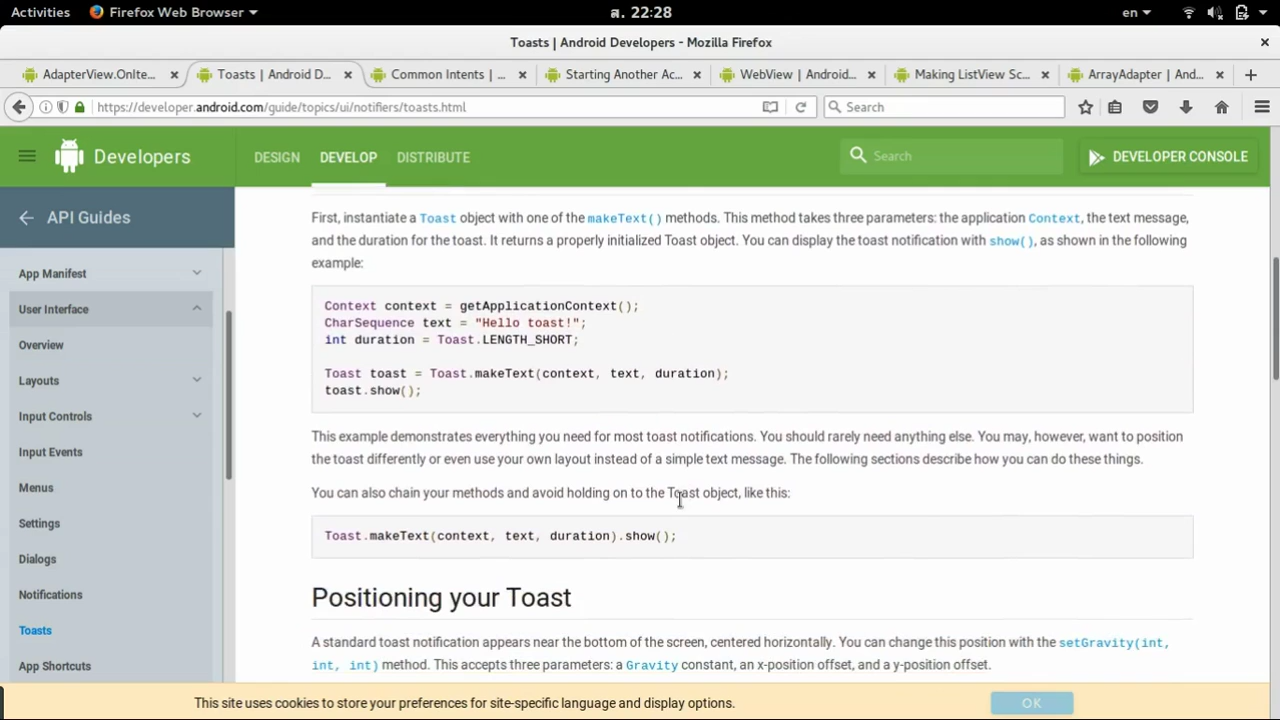 Activities
Firefox Web Browser
ส. 22:28
en
Toasts | Android Developers - Mozilla Firefox
AdapterView.OnIte...
Toasts | Android D...
Common Intents | ...
Starting Another Ac...
WebView | Android...
Making ListView Sc...
ArrayAdapter | And...
https://developer.android.com/guide/topics/ui/notifiers/toasts.html
Search
Developers
DESIGN
DEVELOP
DISTRIBUTE
Search
DEVELOPER CONSOLE
API Guides
App Manifest
User Interface
Overview
Layouts
Input Controls
Input Events
Menus
Settings
Dialogs
Notifications
Toasts
App Shortcuts
First, instantiate a Toast object with one of the makeText() methods. This method takes three parameters: the application Context, the text message,
and the duration for the toast. It returns a properly initialized Toast object. You can display the toast notification with show(), as shown in the following
example:
Context context = getApplicationContext();
CharSequence text = "Hello toast!";
int duration = Toast.LENGTH_SHORT;
Toast toast = Toast.makeText(context, text, duration);
toast.show();
This example demonstrates everything you need for most toast notifications. You should rarely need anything else. You may, however, want to position
the toast differently or even use your own layout instead of a simple text message. The following sections describe how you can do these things.
You can also chain your methods and avoid holding on to the Toast object, like this:
Toast.makeText(context, text, duration).show();
Positioning your Toast
A standard toast notification appears near the bottom of the screen, centered horizontally. You can change this position with the setGravity(int,
int, int) method. This accepts three parameters: a Gravity constant, an x-position offset, and a y-position offset.
This site uses cookies to store your preferences for site-specific language and display options.
OK